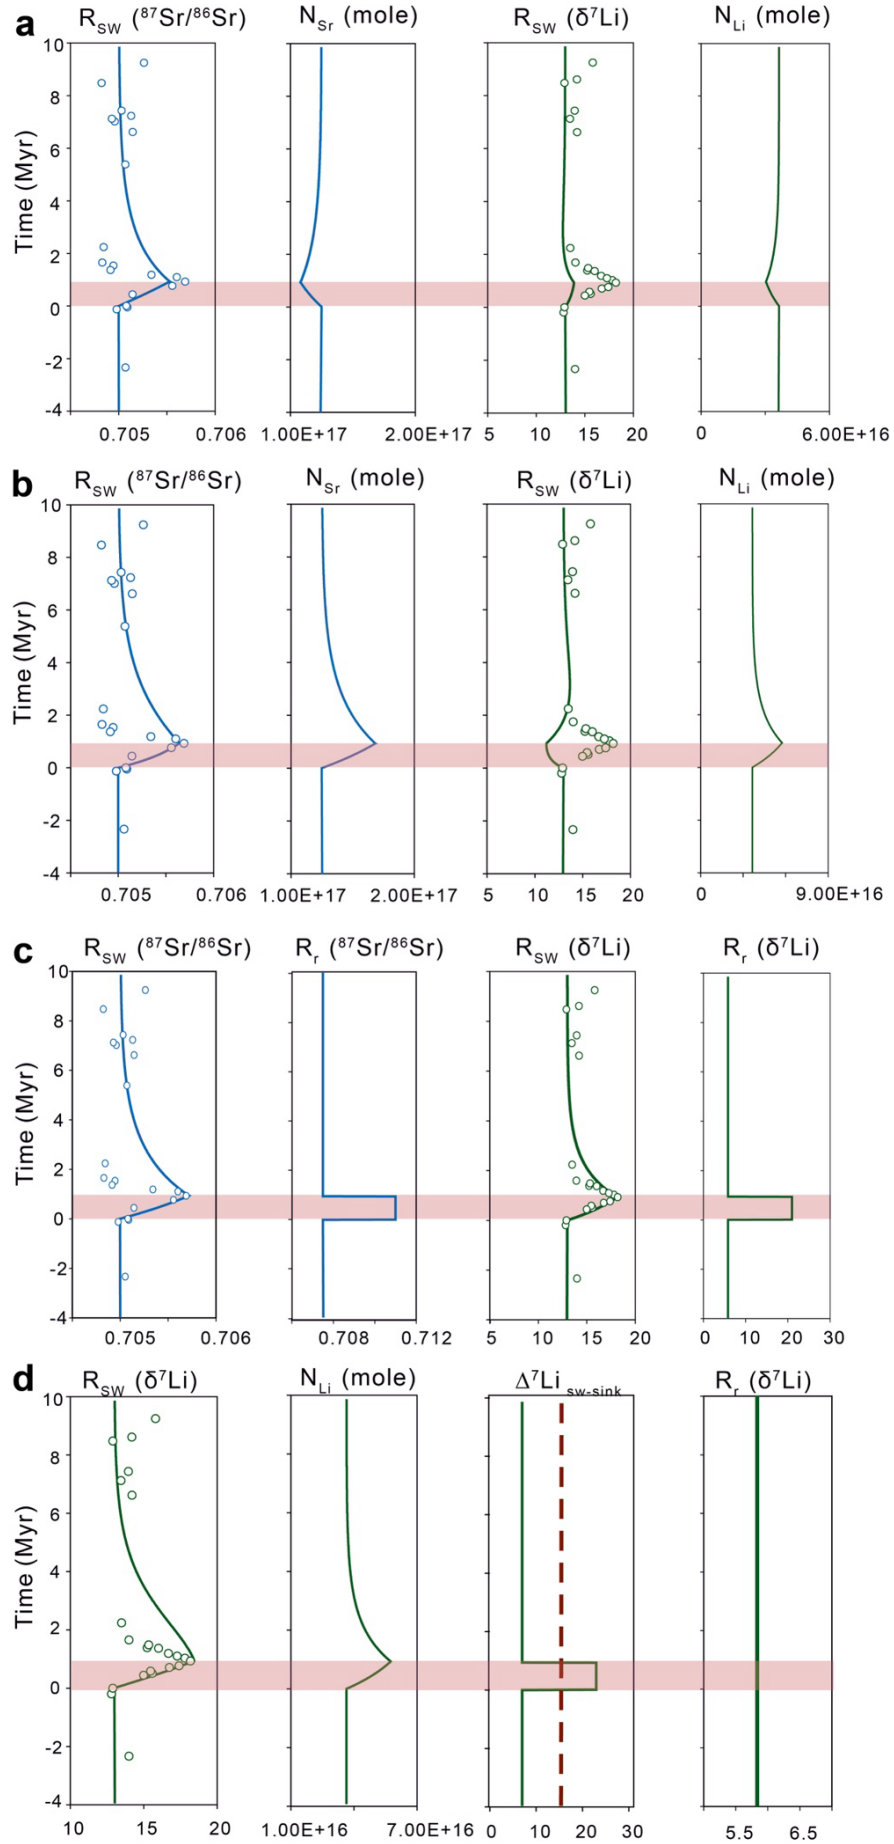 a
R_SW (⁸⁷Sr/⁸⁶Sr) N_Sr (mole) R_SW (δ⁷Li) N_Li (mole)
10
8
6
4
2
0
-2
-4
Time (Myr)
0.705 0.706 1.00E+17 2.00E+17 5 10 15 20 0 6.00E+16
b
R_SW (⁸⁷Sr/⁸⁶Sr) N_Sr (mole) R_SW (δ⁷Li) N_Li (mole)
10
8
6
4
2
0
-2
-4
Time (Myr)
0.705 0.706 1.00E+17 2.00E+17 5 10 15 20 0 9.00E+16
c
R_SW (⁸⁷Sr/⁸⁶Sr) R_r (⁸⁷Sr/⁸⁶Sr) R_SW (δ⁷Li) R_r (δ⁷Li)
10
8
6
4
2
0
-2
-4
Time (Myr)
0.705 0.706 0.708 0.712 5 10 15 20 0 10 20 30
d
R_SW (δ⁷Li) N_Li (mole) Δ⁷Li sw-sink R_r (δ⁷Li)
10
8
6
4
2
0
-2
-4
Time (Myr)
10 15 20 1.00E+16 7.00E+16 0 10 20 30 5.5 6.5